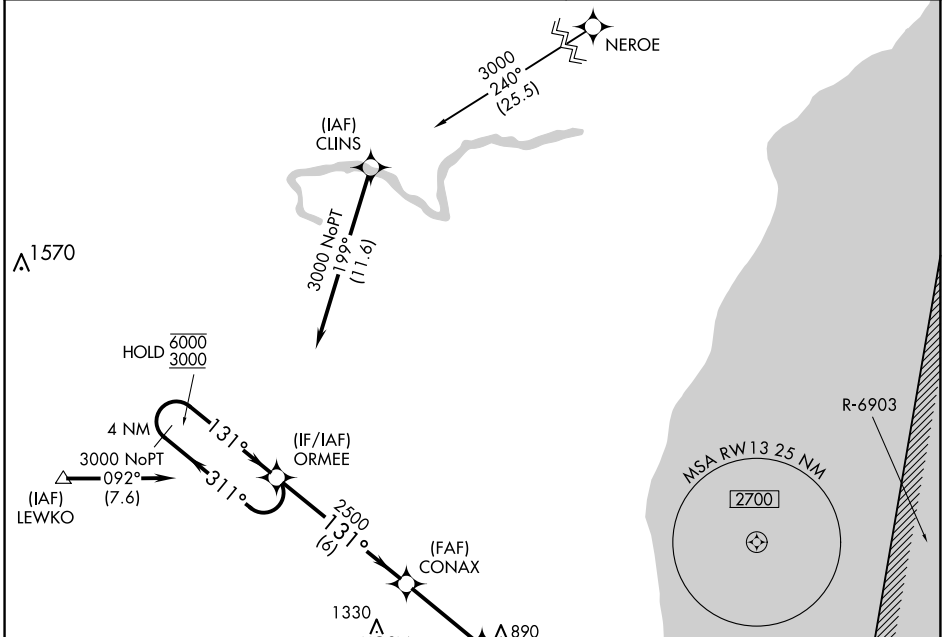 NEROE
3000
240°
(25.5)
(IAF)
CLINS
3000 NoPT
199°
(11.6)
1570
HOLD
6000
3000
4 NM
131°
311°
3000 NoPT
092°
(7.6)
(IAF)
LEWKO
(IF/IAF)
ORMEE
2500
131°
(6)
(FAF)
CONAX
R-6903
MSA RW13 25 NM
2700
1330
890